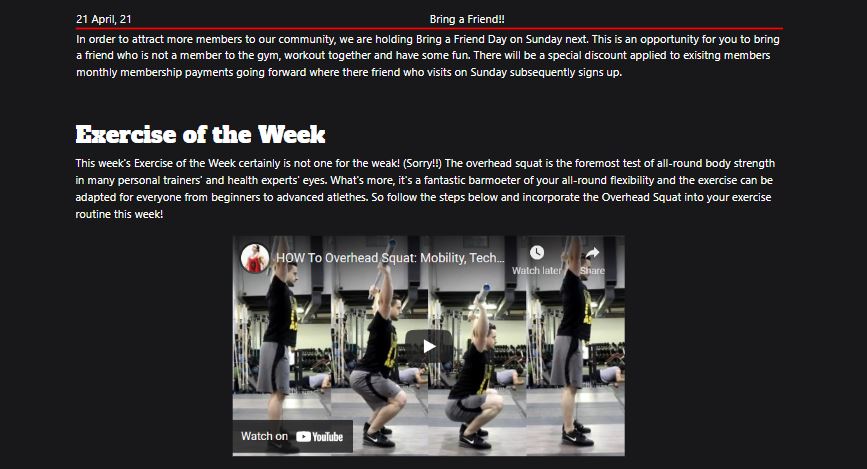 21 April, 21 Bring a Friend!!
In order to attract more members to our community, we are holding Bring a Friend Day on Sunday next. This is an opportunity for you to bring
a friend who is not a member to the gym, workout together and have some fun. There will be a special discount applied to exisitng members
monthly membership payments going forward where there friend who visits on Sunday subsequently signs up.
Exercise of the Week
This week's Exercise of the Week certainly is not one for the weak! (Sorry!!) The overhead squat is the foremost test of all-round body strength
in many personal trainers' and health experts' eyes. What's more, it's a fantastic barmoeter of your all-round flexibility and the exercise can be
adapted for everyone from beginners to advanced atlethes. So follow the steps below and incorporate the Overhead Squat into your exercise
routine this week!
HOW To Overhead Squat: Mobility, Tech...
Watch later Share
Watch on YouTube